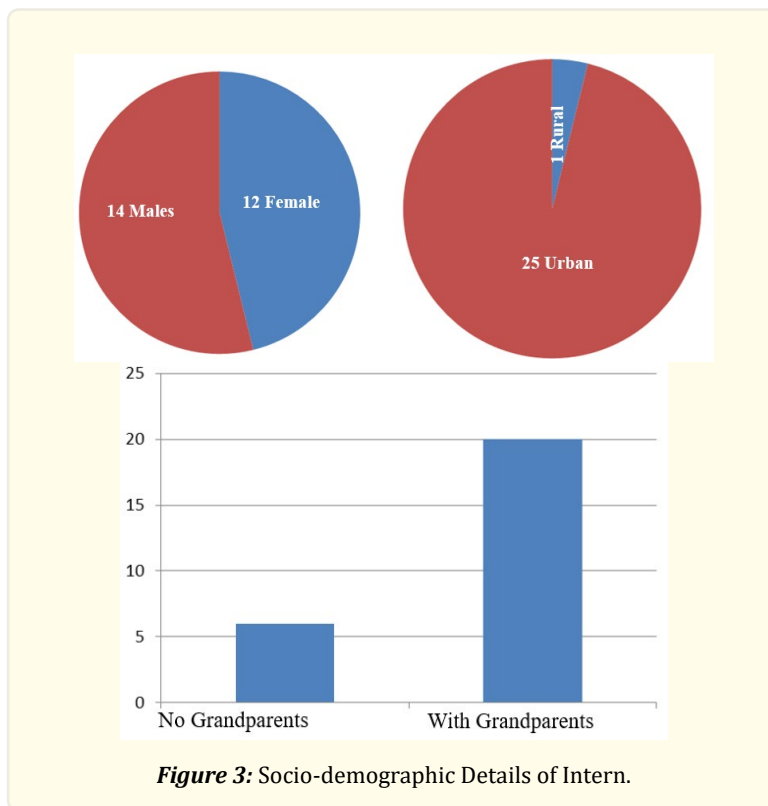 14 Males
12 Female
1 Rural
25 Urban
25
20
15
10
5
0
No Grandparents
With Grandparents
Figure 3: Socio-demographic Details of Intern.